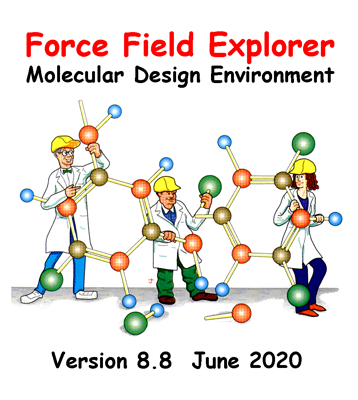 Force Field Explorer
Molecular Design Environment
Version 8.8 June 2020